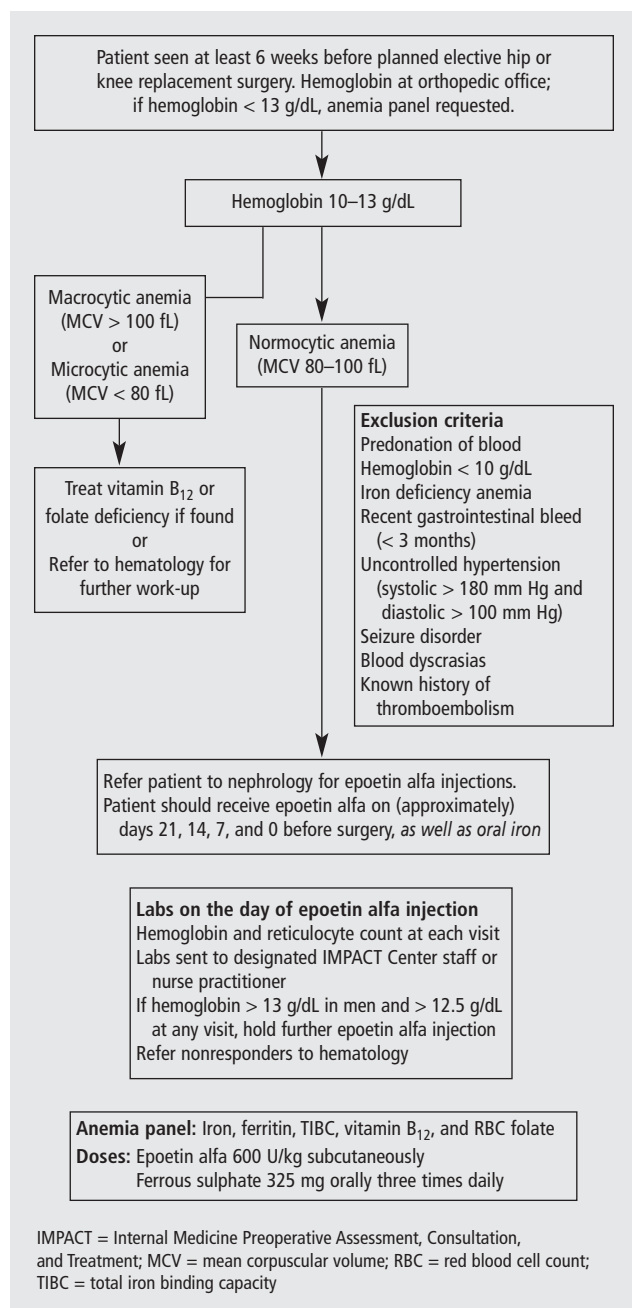 Patient seen at least 6 weeks before planned elective hip or
knee replacement surgery. Hemoglobin at orthopedic office;
if hemoglobin < 13 g/dL, anemia panel requested.
Hemoglobin 10–13 g/dL
Macrocytic anemia
(MCV > 100 fL)
or
Microcytic anemia
(MCV < 80 fL)
Normocytic anemia
(MCV 80–100 fL)
Treat vitamin B12 or
folate deficiency if found
or
Refer to hematology for
further work-up
Exclusion criteria
Predonation of blood
Hemoglobin < 10 g/dL
Iron deficiency anemia
Recent gastrointestinal bleed
(< 3 months)
Uncontrolled hypertension
(systolic > 180 mm Hg and
diastolic > 100 mm Hg)
Seizure disorder
Blood dyscrasias
Known history of
thromboembolism
Refer patient to nephrology for epoetin alfa injections.
Patient should receive epoetin alfa on (approximately)
days 21, 14, 7, and 0 before surgery, as well as oral iron
Labs on the day of epoetin alfa injection
Hemoglobin and reticulocyte count at each visit
Labs sent to designated IMPACT Center staff or
nurse practitioner
If hemoglobin > 13 g/dL in men and > 12.5 g/dL
at any visit, hold further epoetin alfa injection
Refer nonresponders to hematology
Anemia panel: Iron, ferritin, TIBC, vitamin B12, and RBC folate
Doses: Epoetin alfa 600 U/kg subcutaneously
Ferrous sulphate 325 mg orally three times daily
IMPACT = Internal Medicine Preoperative Assessment, Consultation,
and Treatment; MCV = mean corpuscular volume; RBC = red blood cell count;
TIBC = total iron binding capacity